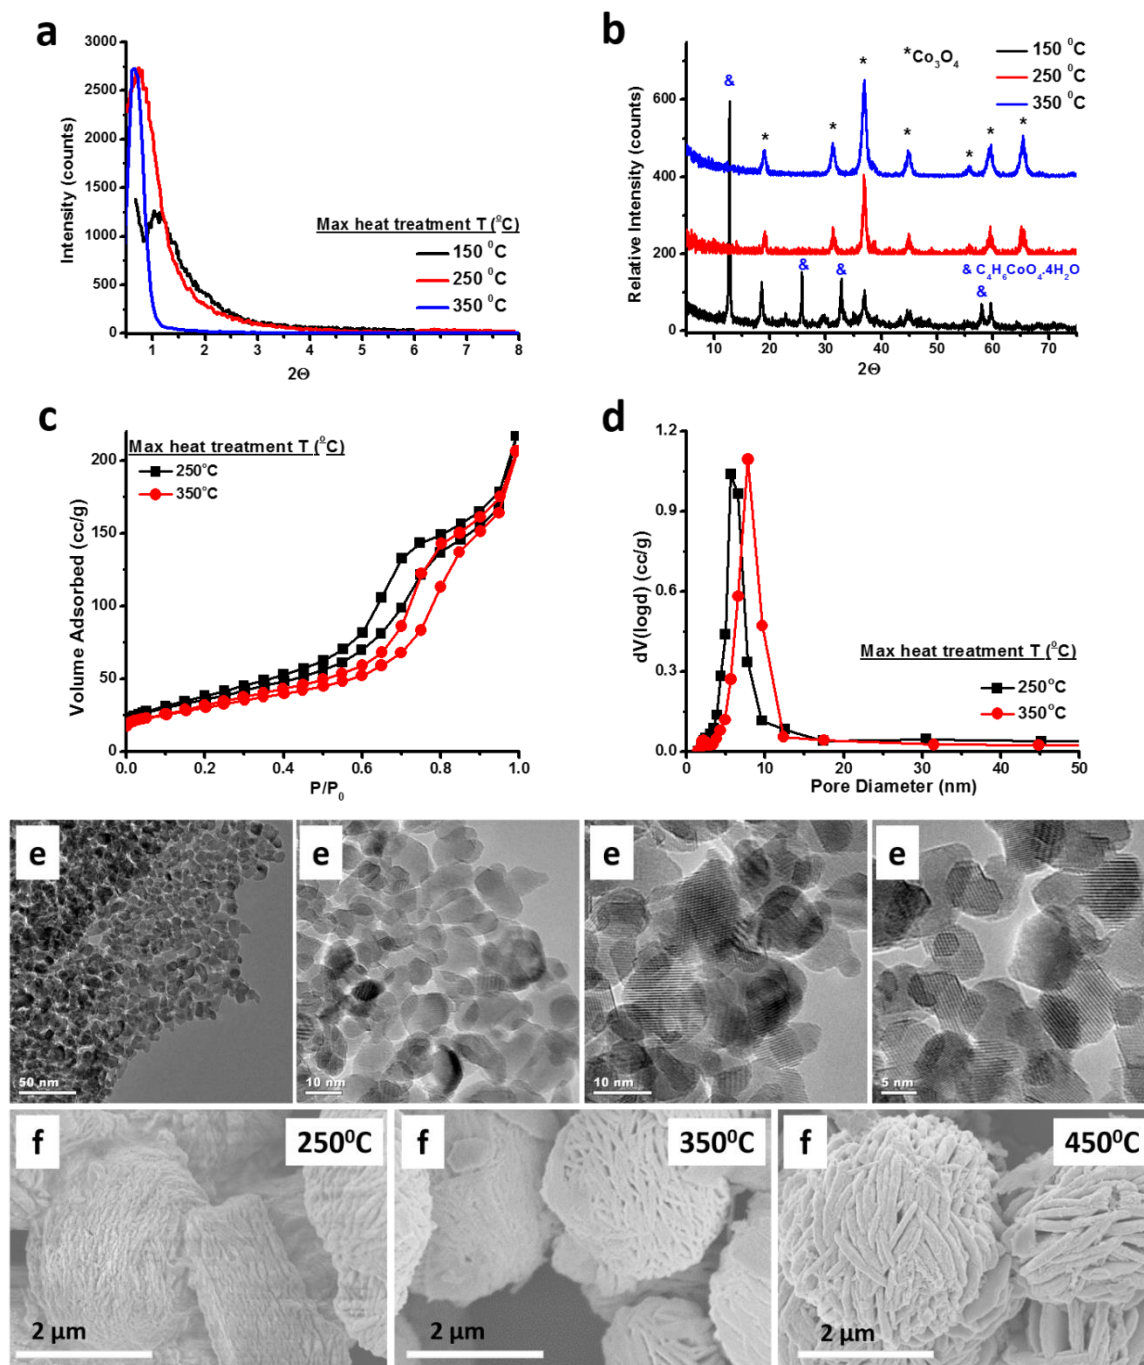 a
3000
2500
2000
1500
1000
500
0
Intensity (counts)
Max heat treatment T (°C)
150 °C
250 °C
350 °C
1 2 3 4 5 6 7 8
2Θ
b
*Co₃O₄
150 °C
250 °C
350 °C
600
400
200
0
Relative Intensity (counts)
&
* * * * * * *
& &
& C₄H₆CoO₄.4H₂O
&
10 20 30 40 50 60 70
2Θ
c
Max heat treatment T (°C)
250°C
350°C
200
150
100
50
0
Volume Adsorbed (cc/g)
0.0 0.2 0.4 0.6 0.8 1.0
P/P₀
d
1.2
0.9
0.6
0.3
0.0
dV(logd) (cc/g)
Max heat treatment T (°C)
250°C
350°C
0 10 20 30 40 50
Pore Diameter (nm)
e e e e
50 nm 10 nm 10 nm 5 nm
f 250⁰C f 350⁰C f 450⁰C
2 µm 2 µm 2 µm